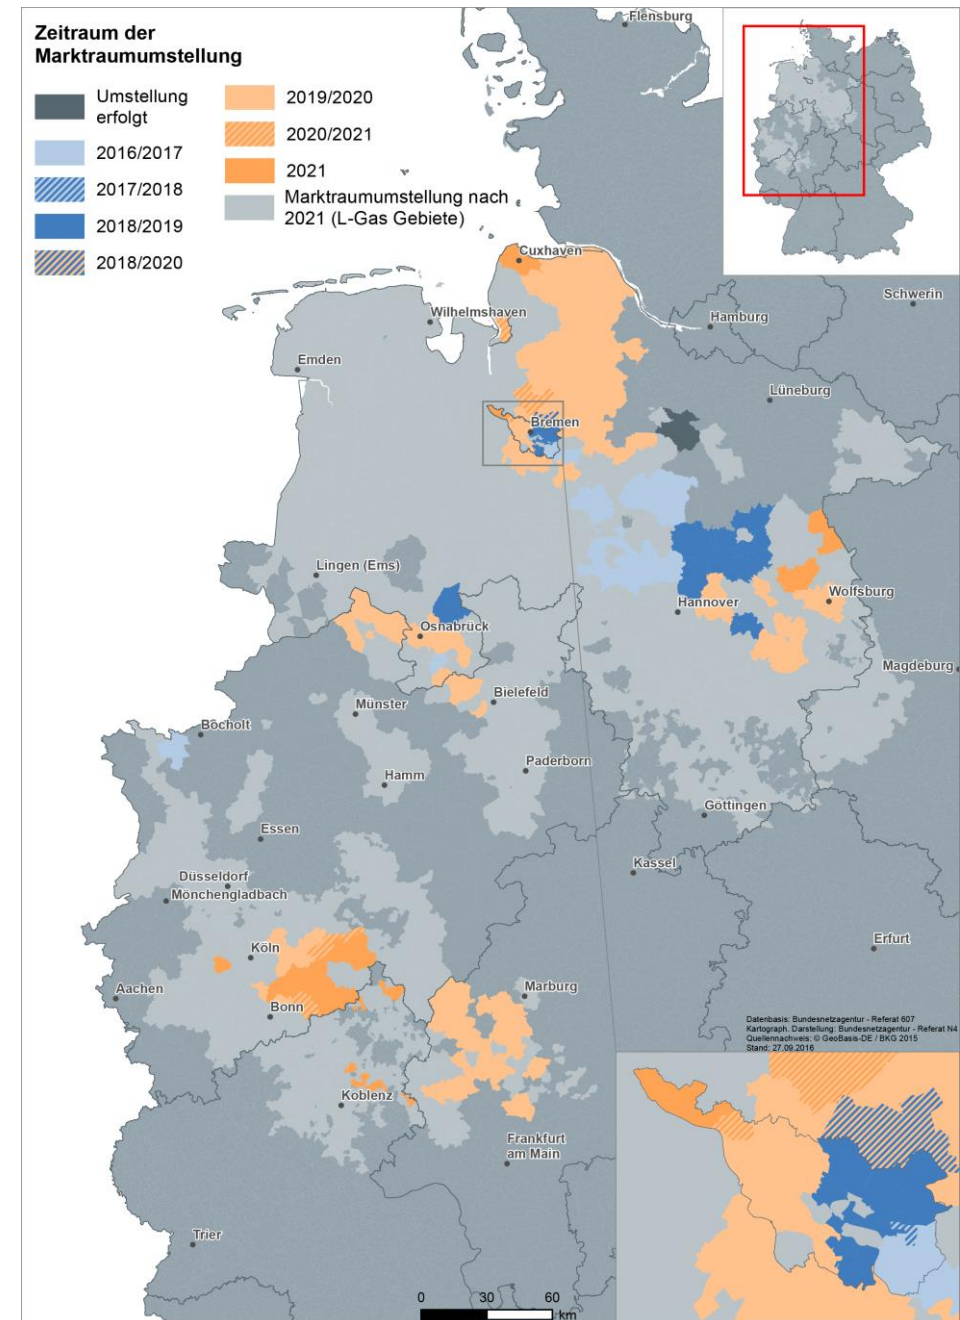 Zeitraum der
Marktraumumstellung
Umstellung
erfolgt
2016/2017
2017/2018
2018/2019
2018/2020
2019/2020
2020/2021
2021
Marktraumumstellung nach
2021 (L-Gas Gebiete)
Flensburg
Cuxhaven
Schwerin
Wilhelmshaven
Hamburg
Emden
Lüneburg
Bremen
Lingen (Ems)
Wolfsburg
Hannover
Osnabrück
Magdeburg
Bielefeld
Münster
Bocholt
Paderborn
Hamm
Göttingen
Essen
Kassel
Düsseldorf
Mönchengladbach
Erfurt
Köln
Aachen
Marburg
Bonn
Datenbasis: Bundesnetzagentur - Referat 607
Kartograph. Darstellung: Bundesnetzagentur - Referat N4
Quellennachweis: © GeoBasis-DE / BKG 2015
Stand: 27.09.2016
Koblenz
Frankfurt
am Main
Trier
0 30 60
km